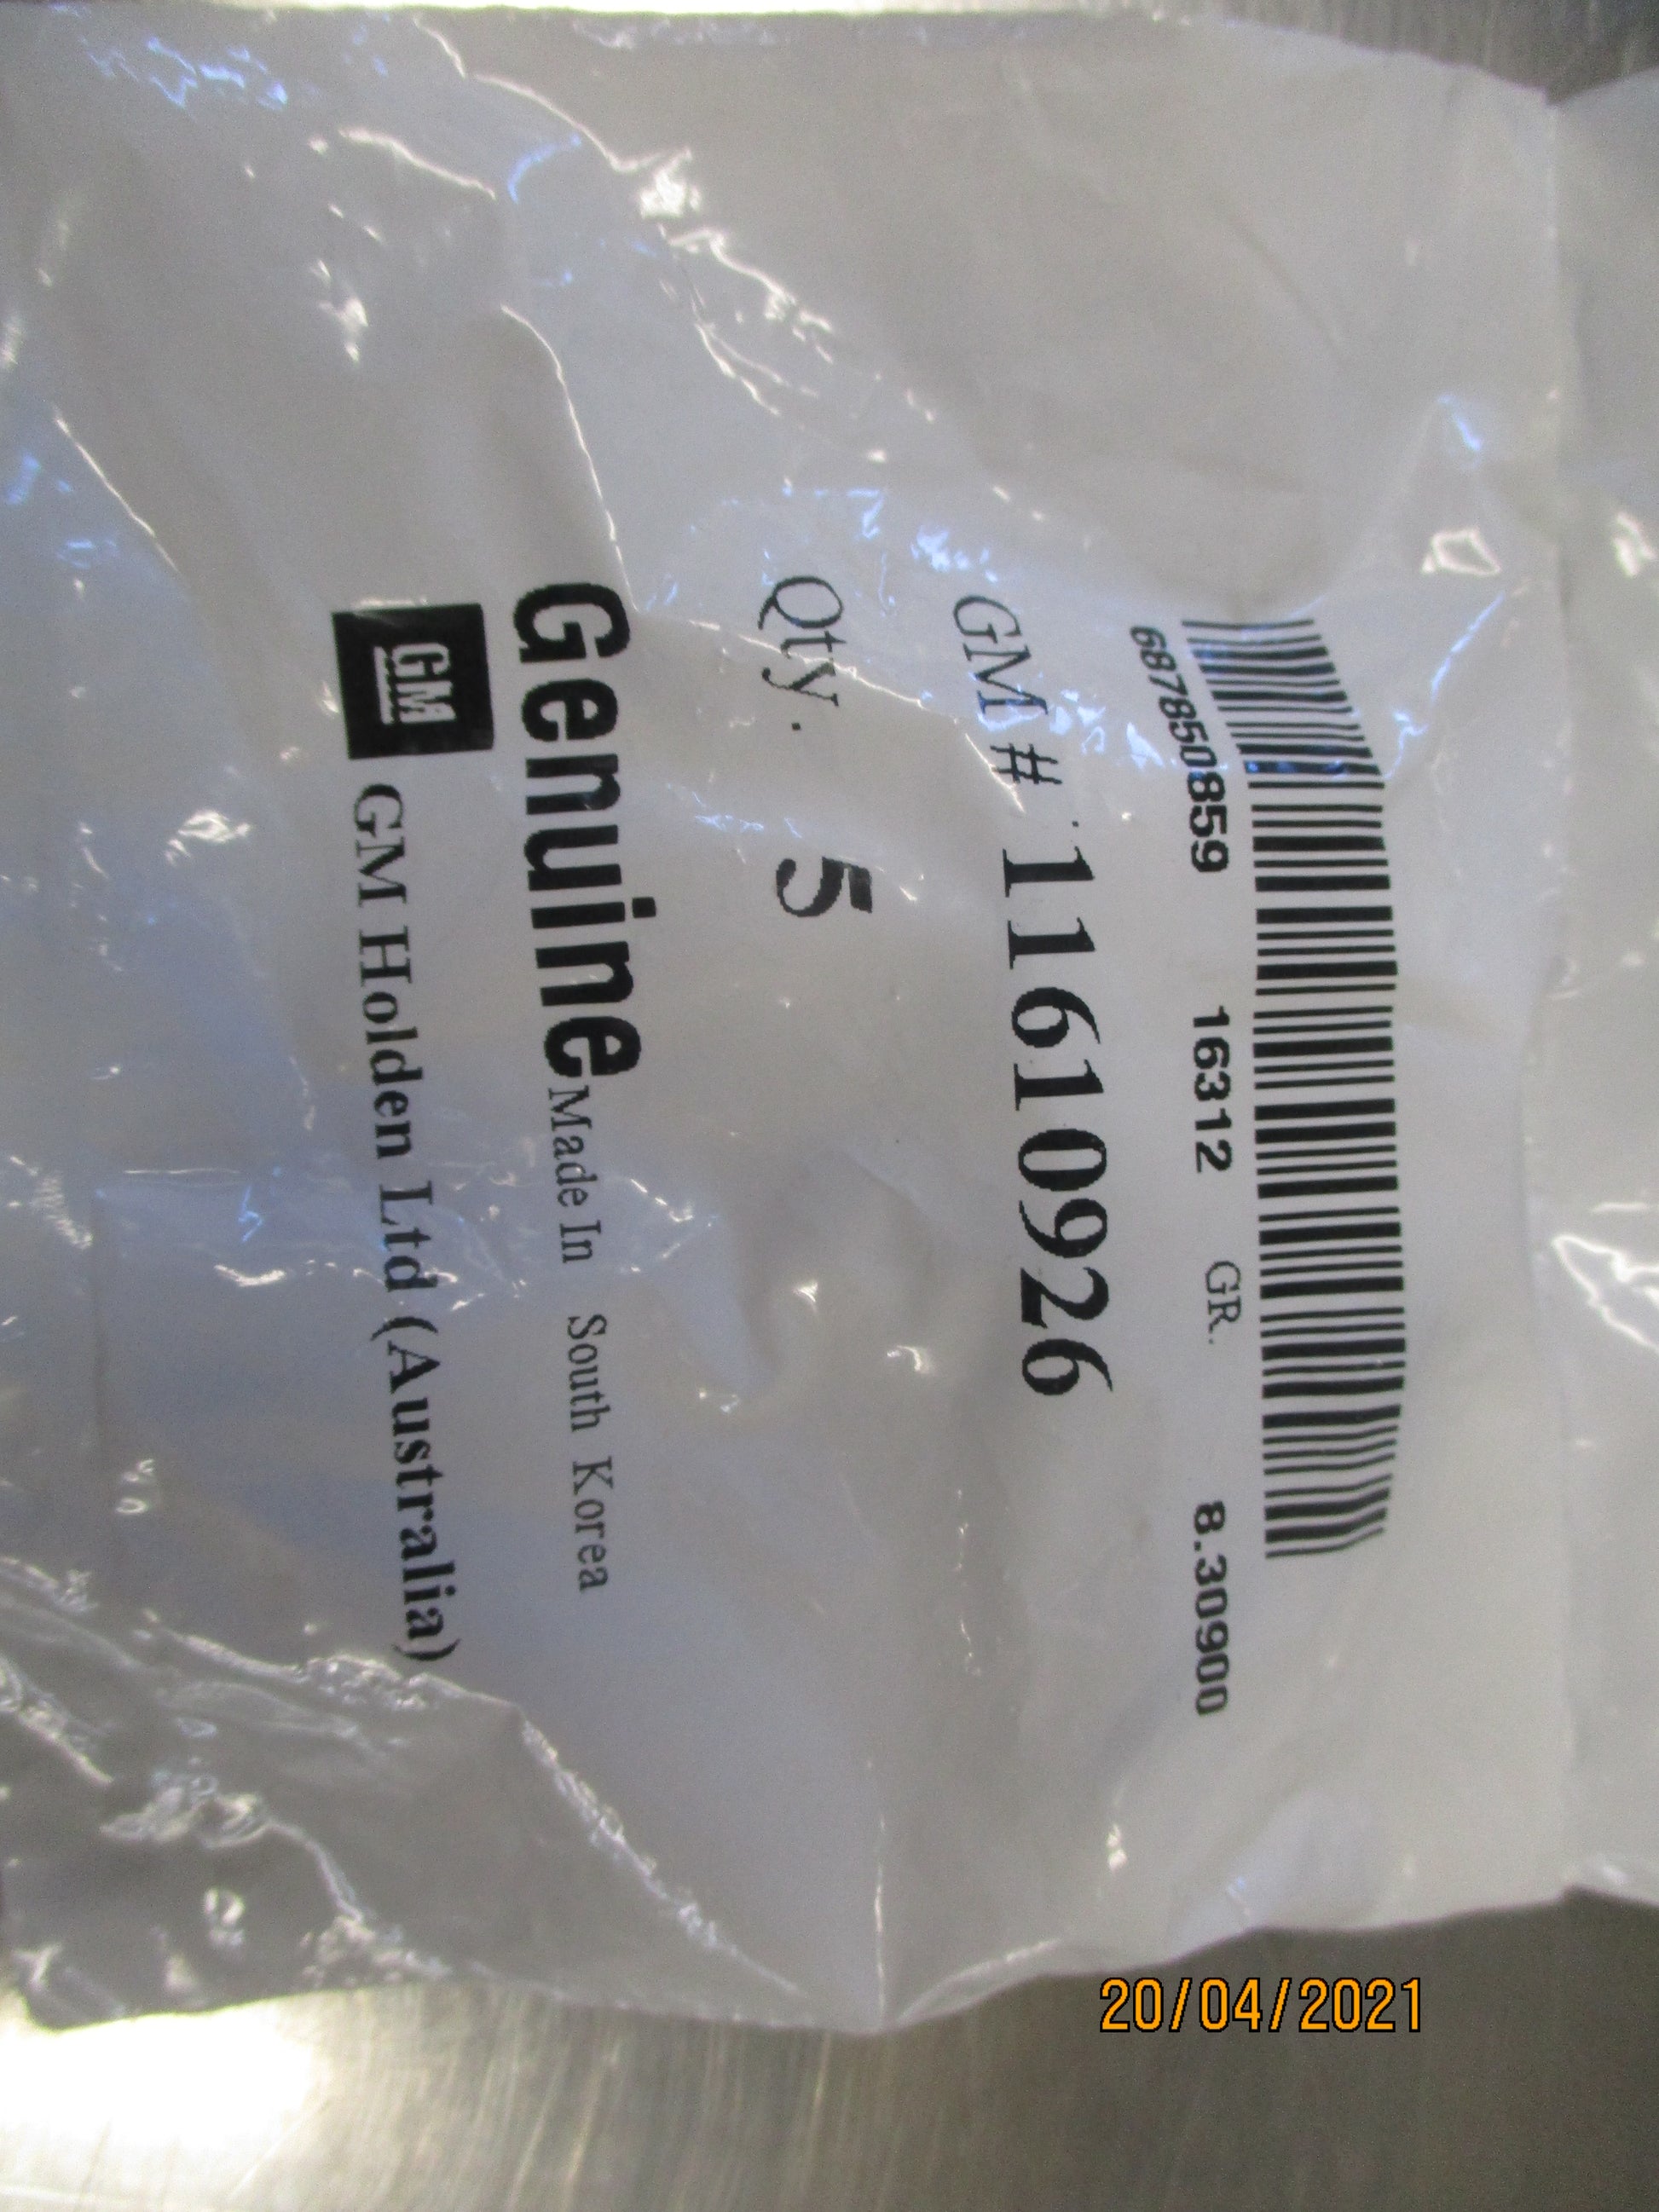 687850859 16312 GR. 8.30900
GM # 11610926
Qty. 5
Genuine Made In South Korea
GM GM Holden Ltd (Australia)
20/04/2021